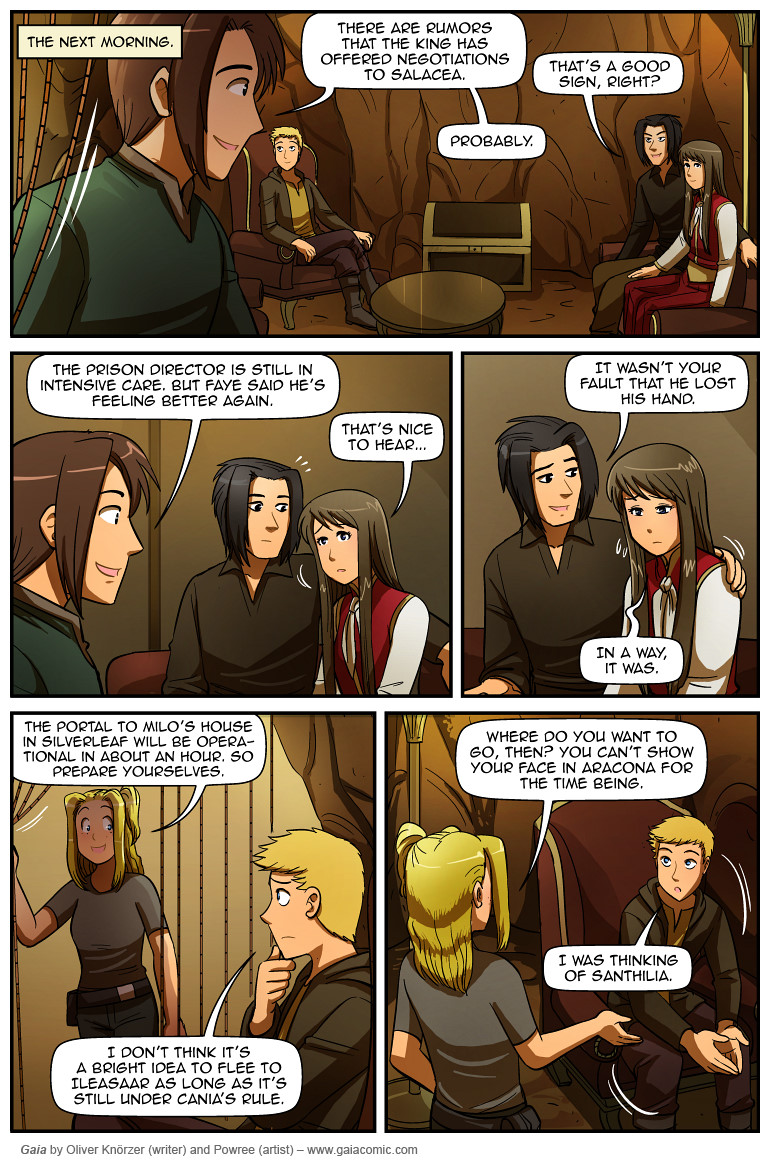 THE NEXT MORNING.
THERE ARE RUMORS
THAT THE KING HAS
OFFERED NEGOTIATIONS
TO SALACEA.
PROBABLY.
THAT'S A GOOD
SIGN, RIGHT?
THE PRISON DIRECTOR IS STILL IN
INTENSIVE CARE. BUT FAYE SAID HE'S
FEELING BETTER AGAIN.
THAT'S NICE
TO HEAR...
IT WASN'T YOUR
FAULT THAT HE LOST
HIS HAND.
IN A WAY,
IT WAS.
THE PORTAL TO MILO'S HOUSE
IN SILVERLEAF WILL BE OPERA-
TIONAL IN ABOUT AN HOUR. SO
PREPARE YOURSELVES.
I DON'T THINK IT'S
A BRIGHT IDEA TO FLEE TO
ILEASAAR AS LONG AS IT'S
STILL UNDER CANIA'S RULE.
WHERE DO YOU WANT TO
GO, THEN? YOU CAN'T SHOW
YOUR FACE IN ARACONA FOR
THE TIME BEING.
I WAS THINKING
OF SANTHILIA.
Gaia by Oliver Knörzer (writer) and Powree (artist) – www.gaiacomic.com